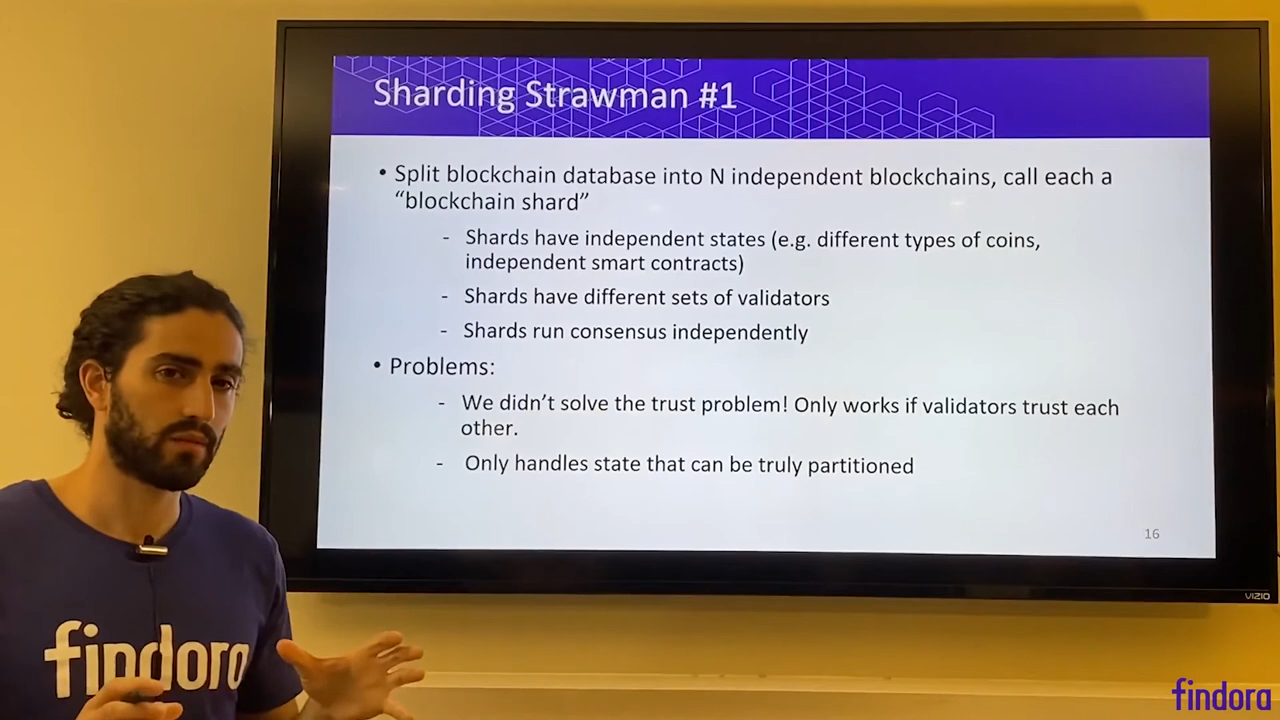 Sharding Strawman #1
• Split blockchain database into N independent blockchains, call each a
“blockchain shard”
- Shards have independent states (e.g. different types of coins,
independent smart contracts)
- Shards have different sets of validators
- Shards run consensus independently
• Problems:
- We didn’t solve the trust problem! Only works if validators trust each
other.
- Only handles state that can be truly partitioned
16
VIZIO
findora
findora